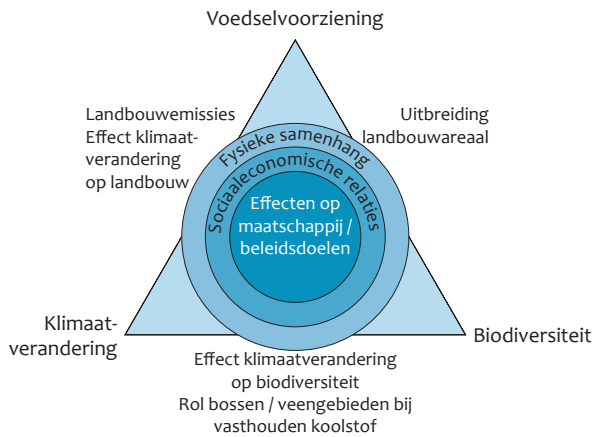 Voedselvoorziening
Landbouwemissies
Effect klimaat-
verandering
op landbouw
Uitbreiding
landbouwareaal
Fysieke samenhang
Sociaaleconomische relaties
Effecten op
maatschappij /
beleidsdoelen
Klimaat-
verandering
Biodiversiteit
Effect klimaatverandering
op biodiversiteit
Rol bossen / veengebieden bij
vasthouden koolstof